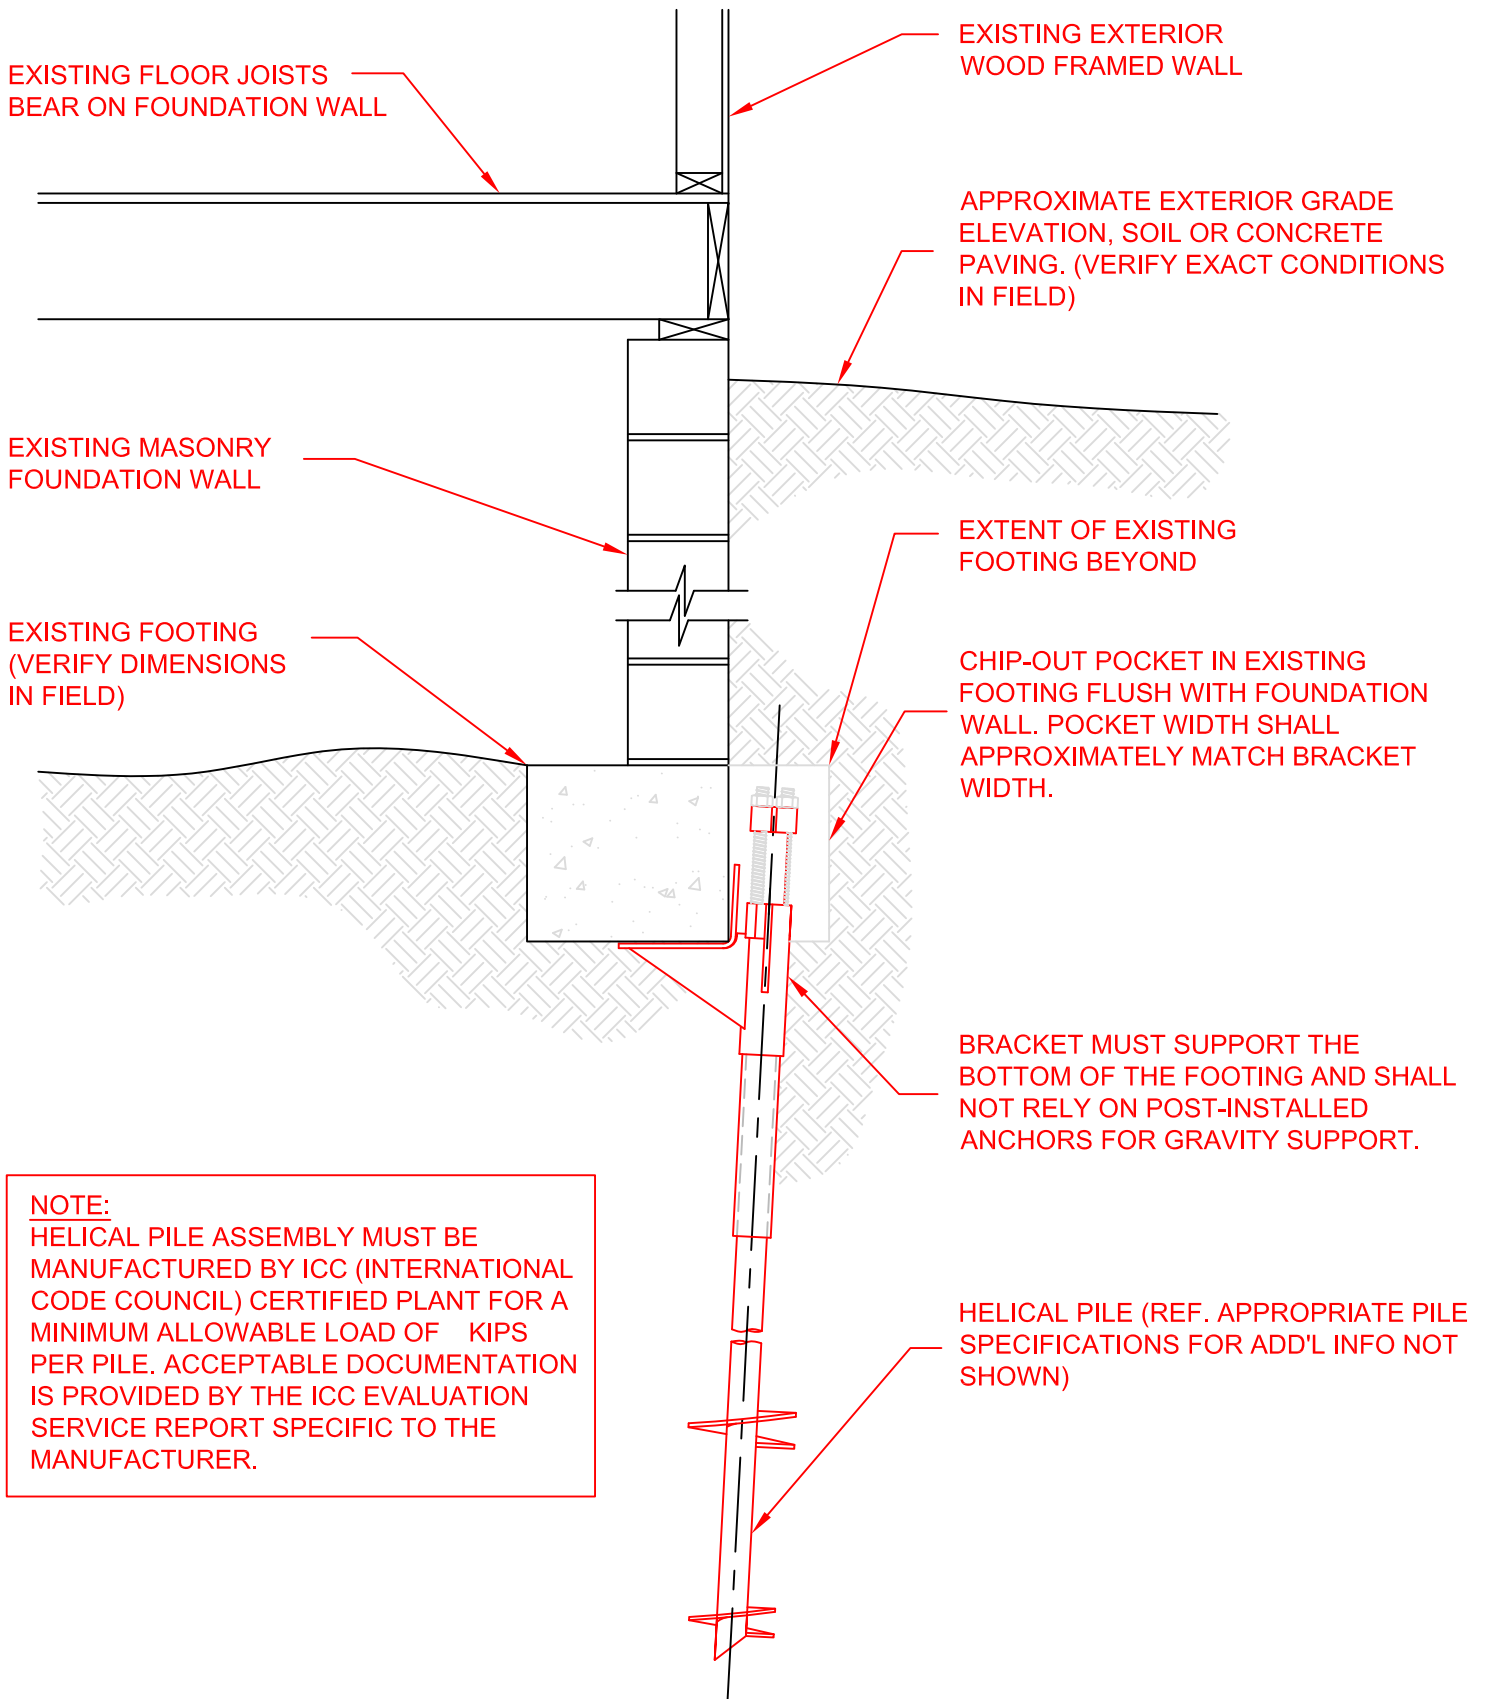 EXISTING EXTERIOR
WOOD FRAMED WALL
EXISTING FLOOR JOISTS
BEAR ON FOUNDATION WALL
APPROXIMATE EXTERIOR GRADE
ELEVATION, SOIL OR CONCRETE
PAVING. (VERIFY EXACT CONDITIONS
IN FIELD)
EXISTING MASONRY
FOUNDATION WALL
EXTENT OF EXISTING
FOOTING BEYOND
EXISTING FOOTING
(VERIFY DIMENSIONS
IN FIELD)
CHIP-OUT POCKET IN EXISTING
FOOTING FLUSH WITH FOUNDATION
WALL. POCKET WIDTH SHALL
APPROXIMATELY MATCH BRACKET
WIDTH.
BRACKET MUST SUPPORT THE
BOTTOM OF THE FOOTING AND SHALL
NOT RELY ON POST-INSTALLED
ANCHORS FOR GRAVITY SUPPORT.
NOTE:
HELICAL PILE ASSEMBLY MUST BE
MANUFACTURED BY ICC (INTERNATIONAL
CODE COUNCIL) CERTIFIED PLANT FOR A
MINIMUM ALLOWABLE LOAD OF KIPS
PER PILE. ACCEPTABLE DOCUMENTATION
IS PROVIDED BY THE ICC EVALUATION
SERVICE REPORT SPECIFIC TO THE
MANUFACTURER.
HELICAL PILE (REF. APPROPRIATE PILE
SPECIFICATIONS FOR ADD'L INFO NOT
SHOWN)